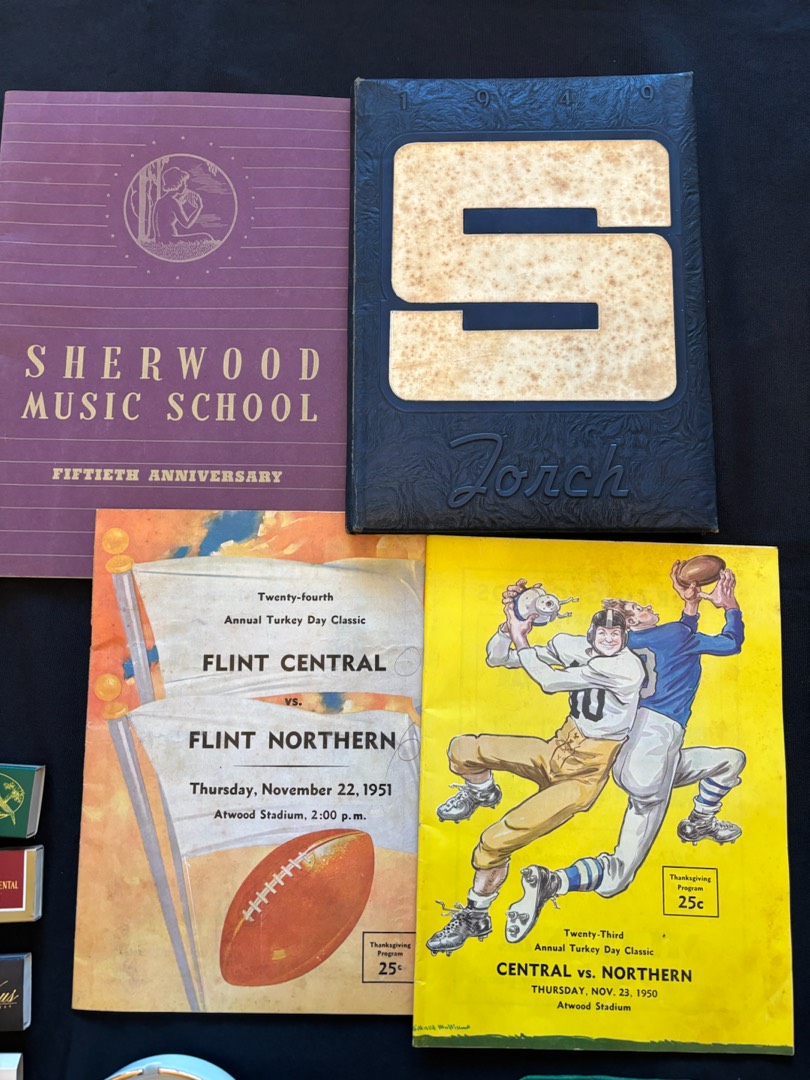 SHERWOOD
MUSIC SCHOOL
FIFTIETH ANNIVERSARY
1949
S
Torch
Twenty-fourth
Annual Turkey Day Classic
FLINT CENTRAL
vs.
FLINT NORTHERN
Thursday, November 22, 1951
Atwood Stadium, 2:00 p.m.
Thanksgiving
Program
25c
10
Thanksgiving
Program
25c
Twenty-Third
Annual Turkey Day Classic
CENTRAL vs. NORTHERN
THURSDAY, NOV. 23, 1950
Atwood Stadium